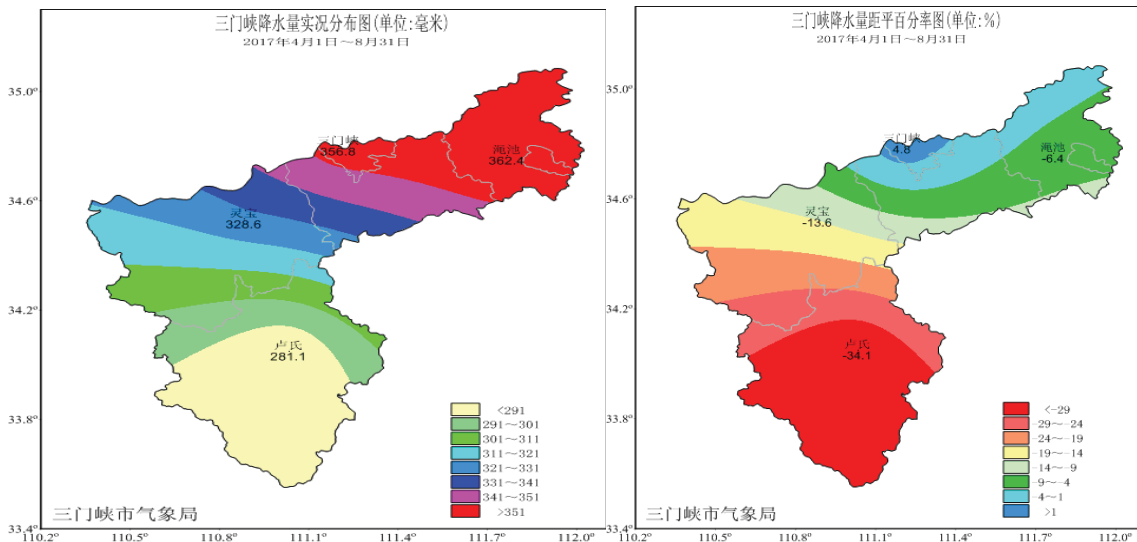 三门峡降水量实况分布图(单位:毫米)
2017年4月1日～8月31日
35.0°
34.6°
34.2°
33.8°
33.4°
三门峡
356.8
渑池
362.4
灵宝
328.6
卢氏
281.1
<291
291～301
301～311
311～321
321～331
331～341
341～351
>351
三门峡市气象局
110.2° 110.5° 110.8° 111.1° 111.4° 111.7° 112.0°
三门峡降水量距平百分率图(单位:%)
2017年4月1日～8月31日
35.0°
34.6°
34.2°
33.8°
33.4°
三门峡
4.8
渑池
-6.4
灵宝
-13.6
卢氏
-34.1
<-29
-29～-24
-24～-19
-19～-14
-14～-9
-9～-4
-4～1
>1
三门峡市气象局
110.2° 110.5° 110.8° 111.1° 111.4° 111.7° 112.0°